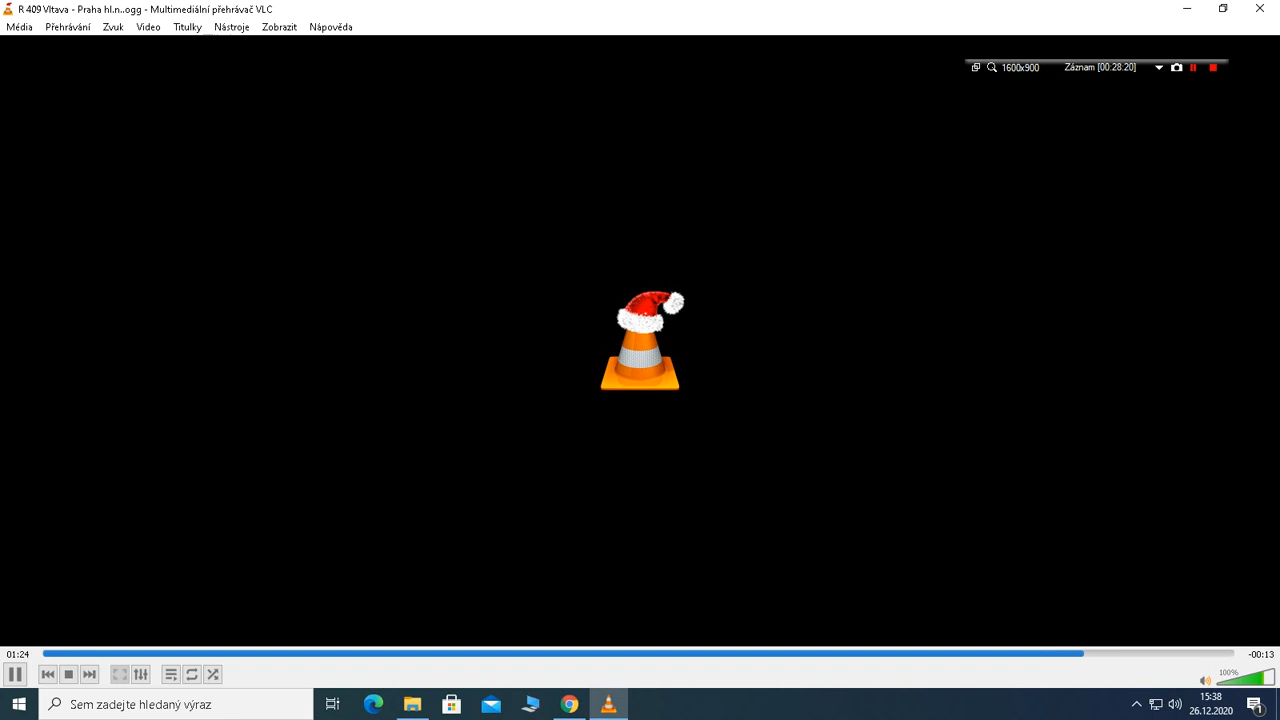 R 409 Vltava - Praha hl.n..ogg - Multimediální přehrávač VLC
Média Přehrávání Zvuk Video Titulky Nástroje Zobrazit Nápověda
1600x900 Záznam [00:28:20]
01:24 -00:13
100%
Sem zadejte hledaný výraz
15:38
26.12.2020
1